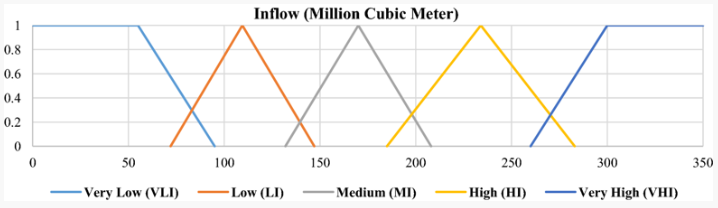 Inflow (Million Cubic Meter)
1
0.8
0.6
0.4
0.2
0
0 50 100 150 200 250 300 350
Very Low (VLI) Low (LI) Medium (MI) High (HI) Very High (VHI)